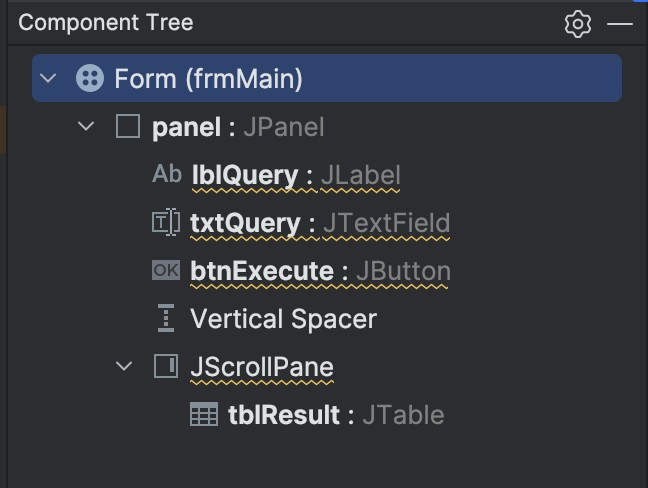 Component Tree
Form (frmMain)
panel : JPanel
Ab lblQuery : JLabel
T txtQuery : JTextField
OK btnExecute : JButton
Vertical Spacer
JScrollPane
tblResult : JTable